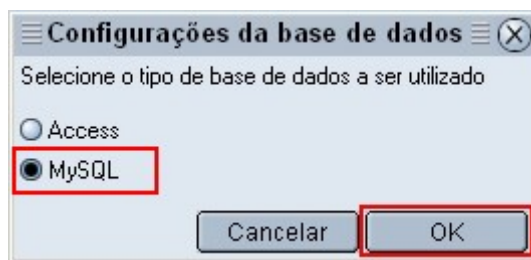 Configurações da base de dados
Selecione o tipo de base de dados a ser utilizado
Access
MySQL
Cancelar OK